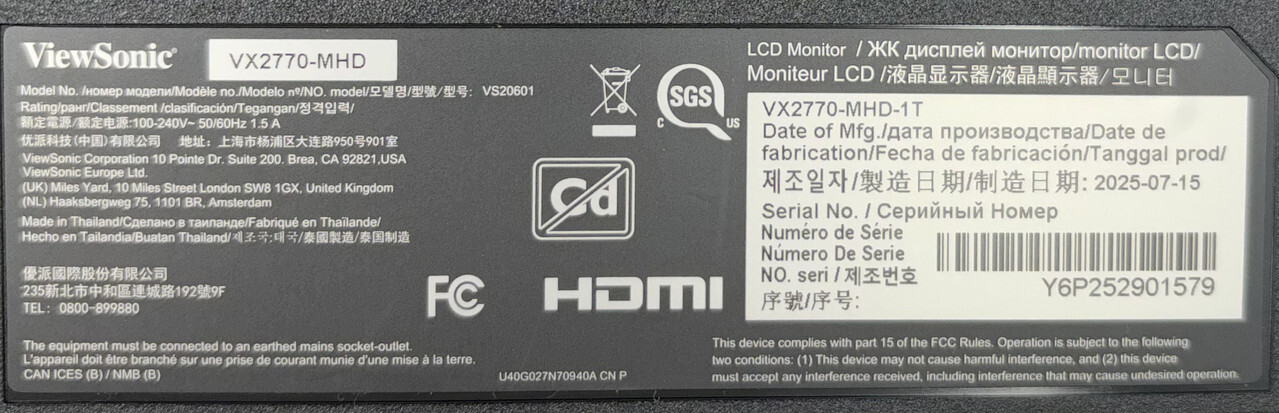 ViewSonic®
VX2770-MHD
Model No./номер модели/Modèle no./Modelo nº/NO. model/모델명/型號/型号: VS20601
Rating/ранг/Classement /clasificación/Tegangan/정격입력/
額定電源/额定电源:100-240V~ 50/60Hz 1.5 A
优派科技(中国)有限公司 地址: 上海市杨浦区大连路950号901室
ViewSonic Corporation 10 Pointe Dr. Suite 200. Brea, CA 92821,USA
ViewSonic Europe Ltd.
(UK) Miles Yard, 10 Miles Street London SW8 1GX, United Kingdom
(NL) Haaksbergweg 75, 1101 BR, Amsterdam
Made in Thailand/Сделано в таиланде/Fabriqué en Thaïlande/
Hecho en Tailandia/Buatan Thailand/제조국:태국/泰國製造/泰国制造
優派國際股份有限公司
235新北市中和區連城路192號9F
TEL: 0800-899880
The equipment must be connected to an earthed mains socket-outlet.
L'appareil doit être branché sur une prise de courant munie d'une mise à la terre.
CAN ICES (B) / NMB (B)
SGS
C US
Cd
FC
HDMI
U40G027N70940A CN P
LCD Monitor / ЖК дисплей монитор/monitor LCD/
Moniteur LCD /液晶显示器/液晶顯示器/모니터
VX2770-MHD-1T
Date of Mfg./дата производства/Date de
fabrication/Fecha de fabricación/Tanggal prod/
제조일자/製造日期/制造日期: 2025-07-15
Serial No. / Серийный Номер
Numéro de Série
Número De Serie
NO. seri / 제조번호
序號/序号:
Y6P252901579
This device complies with part 15 of the FCC Rules. Operation is subject to the following
two conditions: (1) This device may not cause harmful interference, and (2) this device
must accept any interference received, including interference that may cause undesired operation.